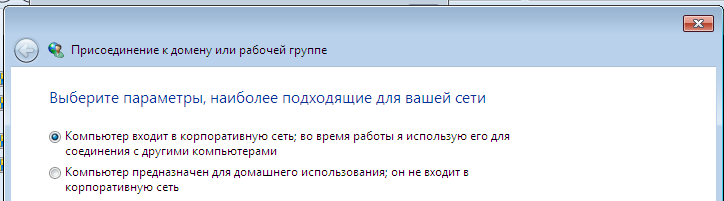 Присоединение к домену или рабочей группе
Выберите параметры, наиболее подходящие для вашей сети
Компьютер входит в корпоративную сеть; во время работы я использую его для
соединения с другими компьютерами
Компьютер предназначен для домашнего использования; он не входит в
корпоративную сеть